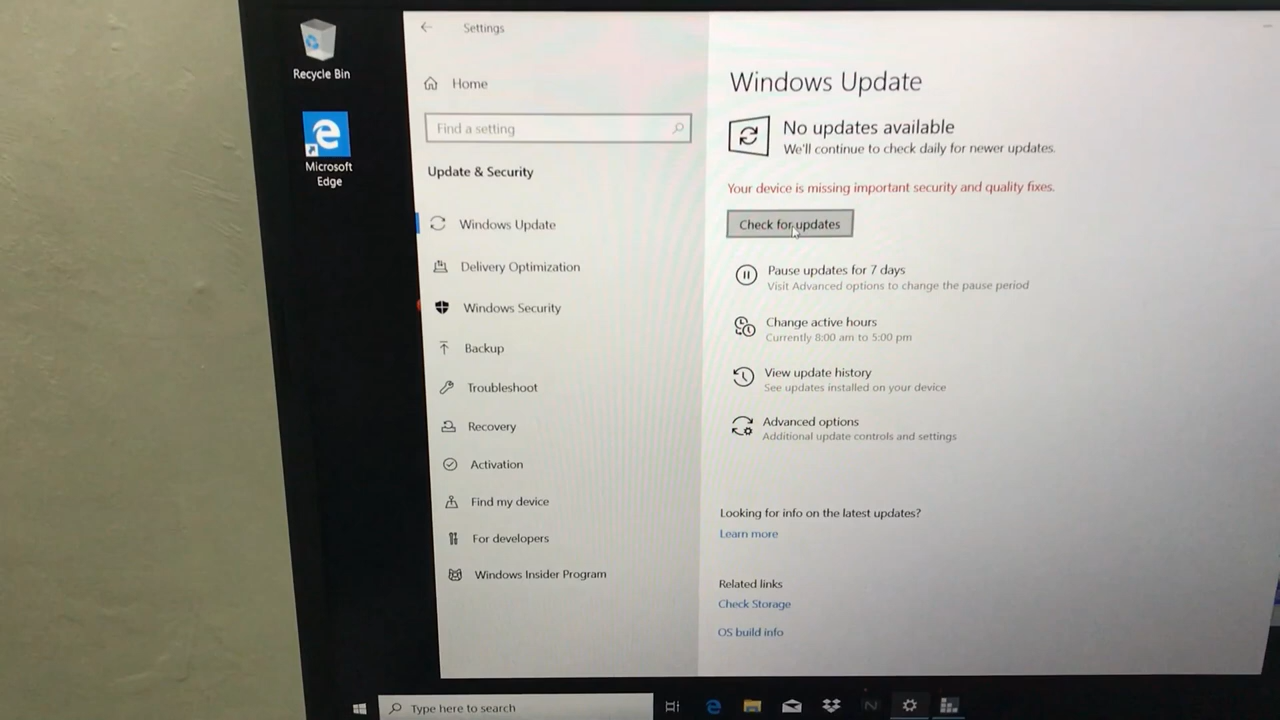 Recycle Bin
Microsoft
Edge
Settings
Home
Find a setting
Update & Security
Windows Update
Delivery Optimization
Windows Security
Backup
Troubleshoot
Recovery
Activation
Find my device
For developers
Windows Insider Program
Windows Update
No updates available
We'll continue to check daily for newer updates.
Your device is missing important security and quality fixes.
Check for updates
Pause updates for 7 days
Visit Advanced options to change the pause period
Change active hours
Currently 8:00 am to 5:00 pm
View update history
See updates installed on your device
Advanced options
Additional update controls and settings
Looking for info on the latest updates?
Learn more
Related links
Check Storage
OS build info
Type here to search